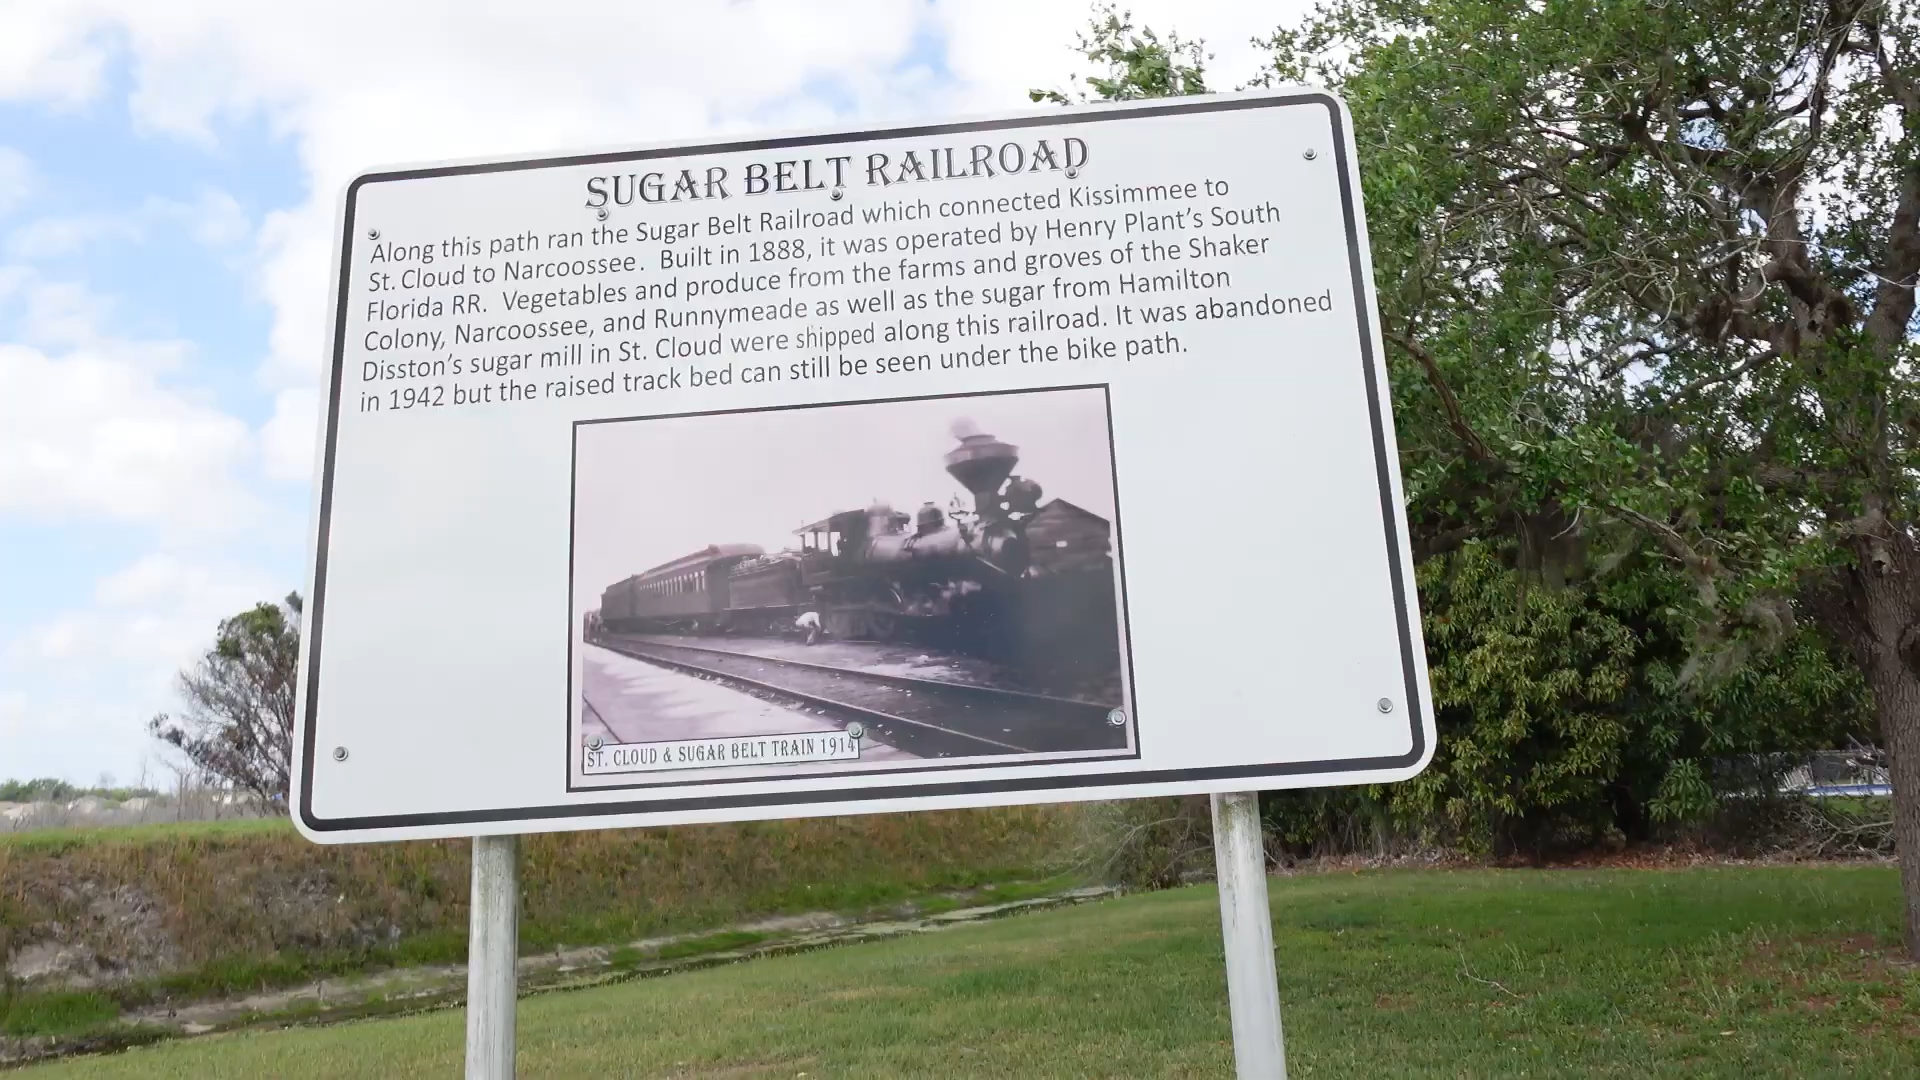 SUGAR BELT RAILROAD
Along this path ran the Sugar Belt Railroad which connected Kissimmee to
St. Cloud to Narcoossee. Built in 1888, it was operated by Henry Plant's South
Florida RR. Vegetables and produce from the farms and groves of the Shaker
Colony, Narcoossee, and Runnymeade as well as the sugar from Hamilton
Disston's sugar mill in St. Cloud were shipped along this railroad. It was abandoned
in 1942 but the raised track bed can still be seen under the bike path.
ST. CLOUD & SUGAR BELT TRAIN 1914